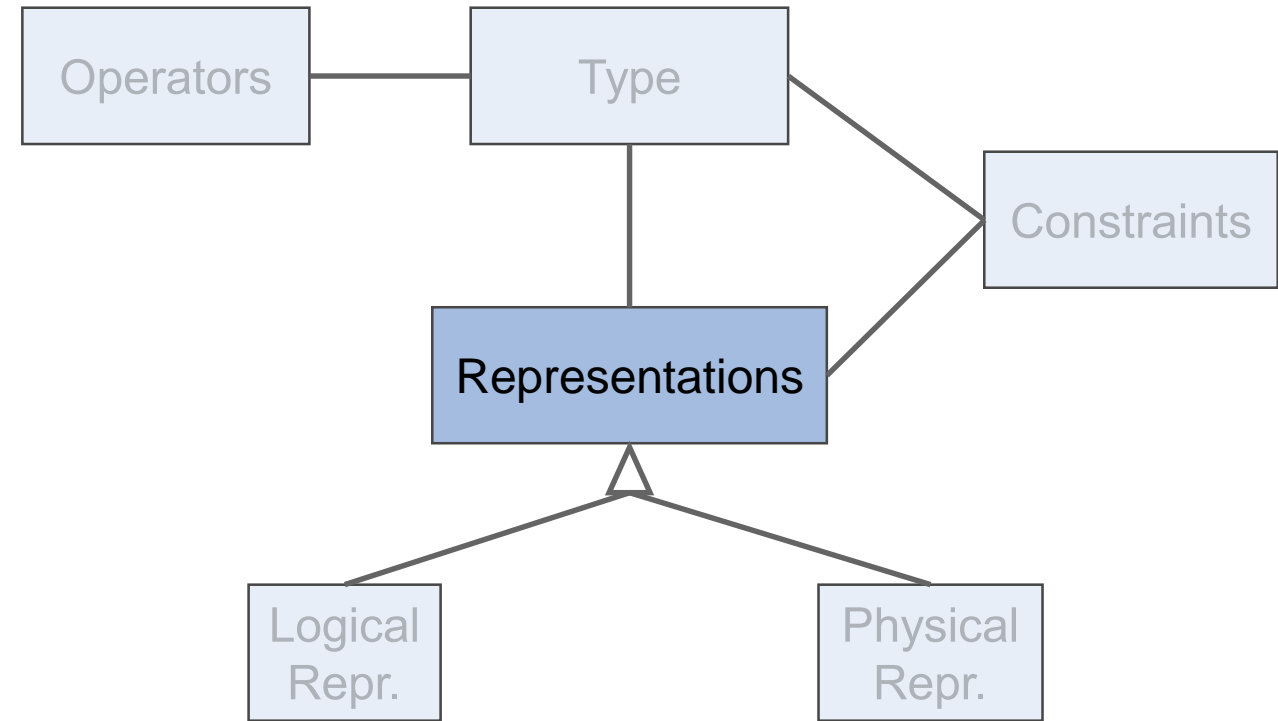 Operators
Type
Constraints
Representations
Logical
Repr.
Physical
Repr.